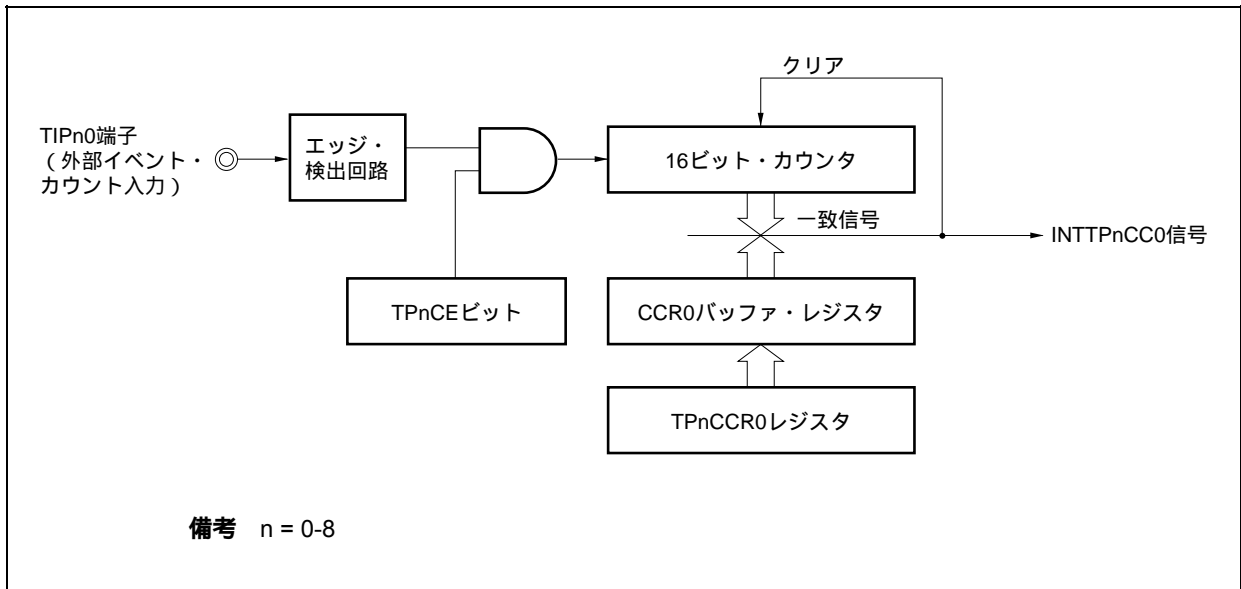 クリア
TIPn0端子
（外部イベント・
カウント入力）
エッジ・
検出回路
16ビット・カウンタ
一致信号
INTTPnCC0信号
TPnCEビット
CCR0バッファ・レジスタ
TPnCCR0レジスタ
備考 n = 0-8